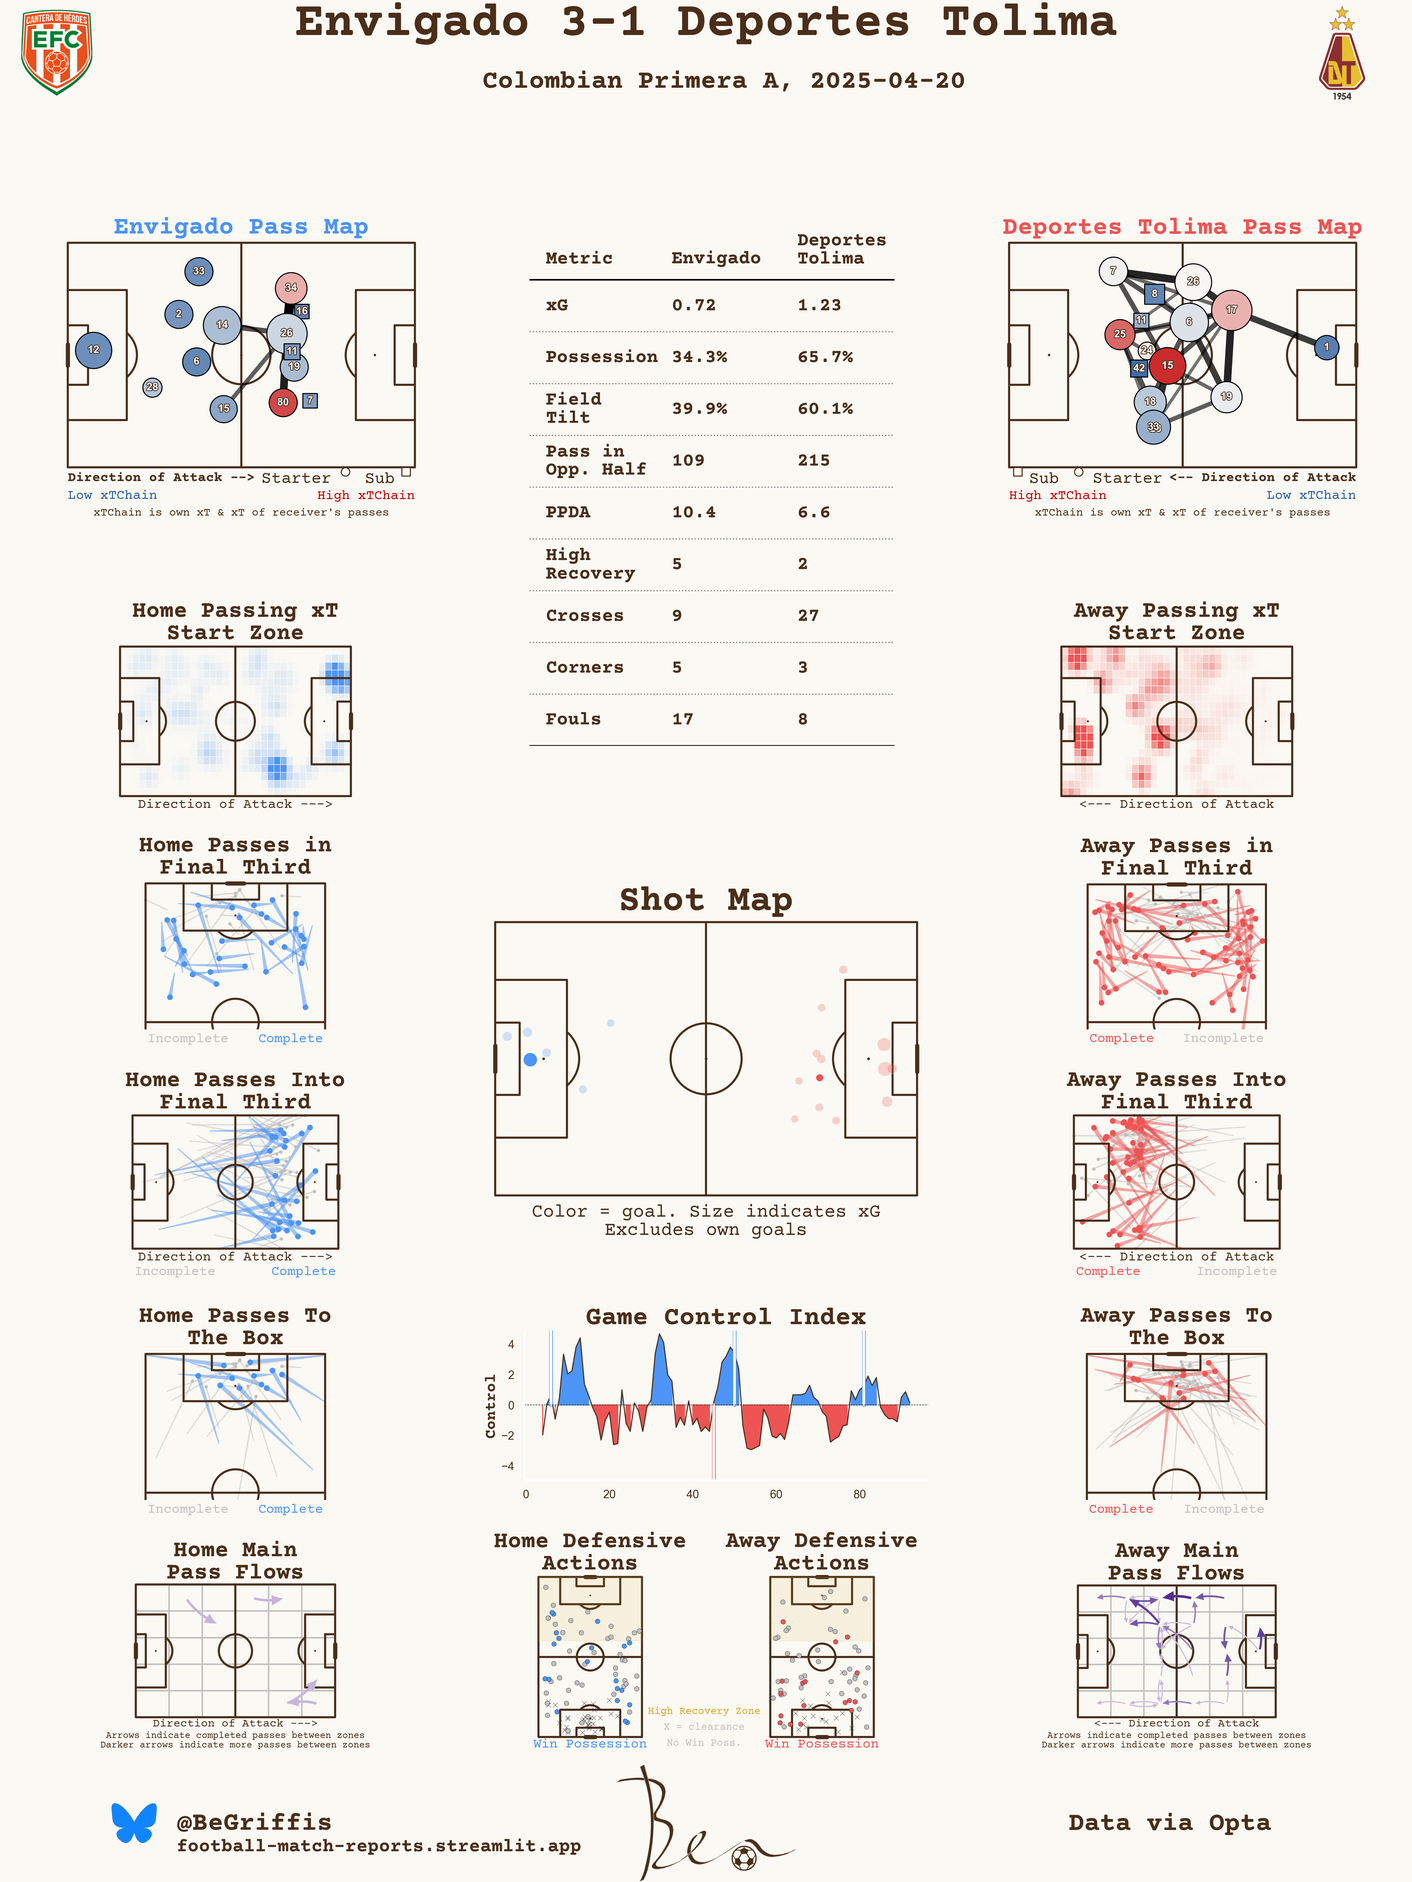 Envigado 3-1 Deportes Tolima
Colombian Primera A, 2025-04-20
CANTERA DE HÉROES
EFC
DT
1954
Envigado Pass Map
33
34
2
16
14
26
12
11
6
19
28
15
80
7
Direction of Attack --> Starter Sub
Low xTChain High xTChain
xTChain is own xT & xT of receiver's passes
Metric Envigado Deportes Tolima
xG 0.72 1.23
Possession 34.3% 65.7%
Field Tilt 39.9% 60.1%
Pass in Opp. Half 109 215
PPDA 10.4 6.6
High Recovery 5 2
Crosses 9 27
Corners 5 3
Fouls 17 8
Deportes Tolima Pass Map
7
26
8
17
11
6
25
24
1
42
15
18
19
33
Sub Starter <-- Direction of Attack
High xTChain Low xTChain
xTChain is own xT & xT of receiver's passes
Home Passing xT
Start Zone
Direction of Attack --->
Away Passing xT
Start Zone
<--- Direction of Attack
Home Passes in
Final Third
Incomplete Complete
Away Passes in
Final Third
Complete Incomplete
Shot Map
Color = goal. Size indicates xG
Excludes own goals
Home Passes Into
Final Third
Direction of Attack --->
Incomplete Complete
Away Passes Into
Final Third
<--- Direction of Attack
Complete Incomplete
Home Passes To
The Box
Incomplete Complete
Game Control Index
Control
4
2
0
−2
−4
0 20 40 60 80
Away Passes To
The Box
Complete Incomplete
Home Main
Pass Flows
Direction of Attack --->
Arrows indicate completed passes between zones
Darker arrows indicate more passes between zones
Home Defensive
Actions
Win Possession
High Recovery Zone
X = clearance
No Win Poss.
Away Defensive
Actions
Win Possession
Away Main
Pass Flows
<--- Direction of Attack
Arrows indicate completed passes between zones
Darker arrows indicate more passes between zones
@BeGriffis
football-match-reports.streamlit.app
Ben
Data via Opta